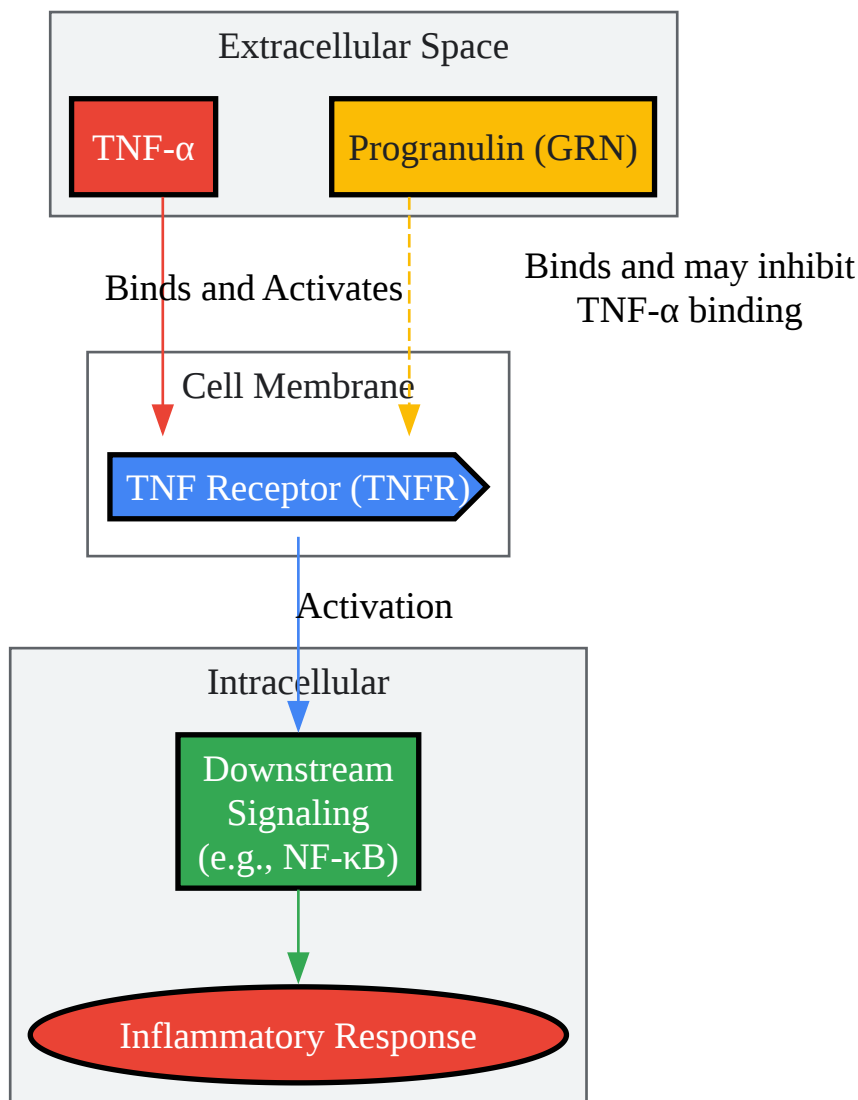 Extracellular Space
TNF-α
Progranulin (GRN)
Binds and Activates
Binds and may inhibit
TNF-α binding
Cell Membrane
TNF Receptor (TNFR)
Activation
Intracellular
Downstream
Signaling
(e.g., NF-κB)
Inflammatory Response